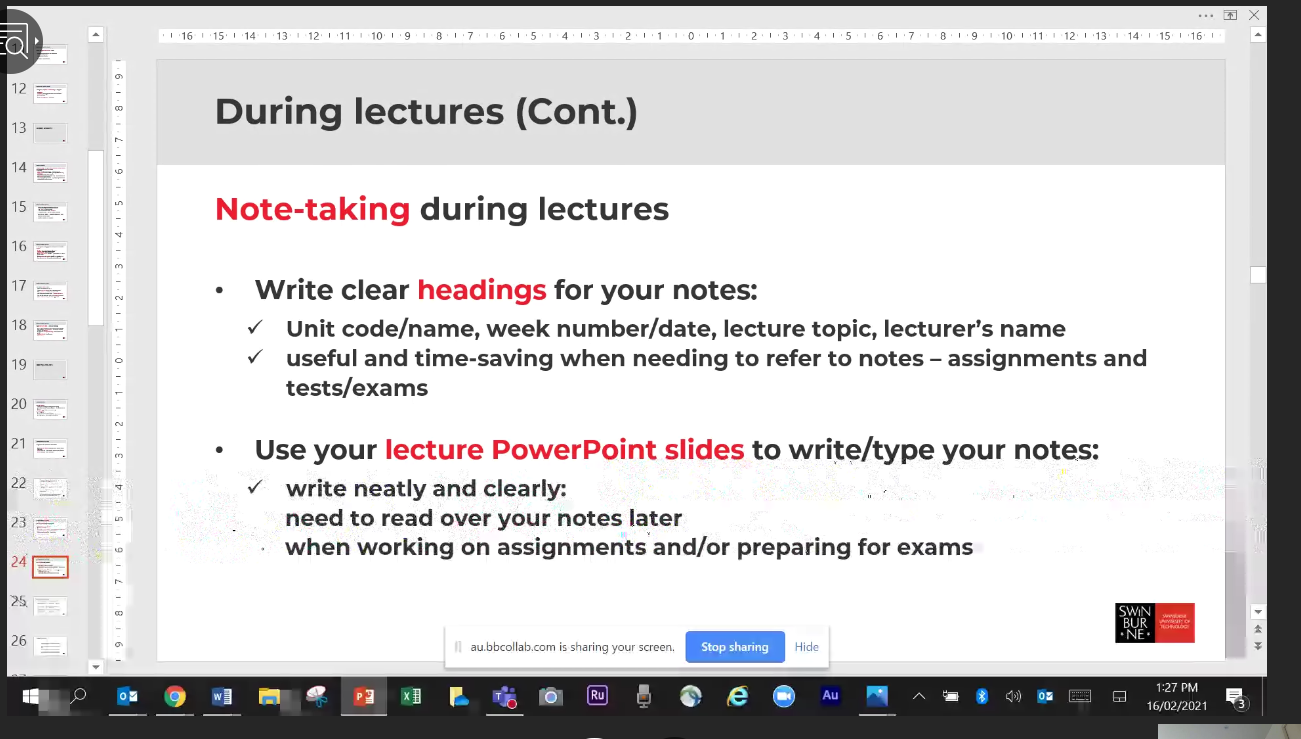 16 15 14 13 12 11 10 9 8 7 6 5 4 3 2 1 0 1 2 3 4 5 6 7 8 9 10 11 12 13 14 15 16
12
13
14
15
16
17
18
19
20
21
22
23
24
25
26
During lectures (Cont.)
Note-taking during lectures
• Write clear headings for your notes:
✓ Unit code/name, week number/date, lecture topic, lecturer’s name
✓ useful and time-saving when needing to refer to notes – assignments and
tests/exams
• Use your lecture PowerPoint slides to write/type your notes:
✓ write neatly and clearly:
need to read over your notes later
when working on assignments and/or preparing for exams
SWIN
BUR
*NE*
SWINBURNE
UNIVERSITY OF
TECHNOLOGY
au.bbcollab.com is sharing your screen.
Stop sharing
Hide
Ru
Au
1:27 PM
16/02/2021
3